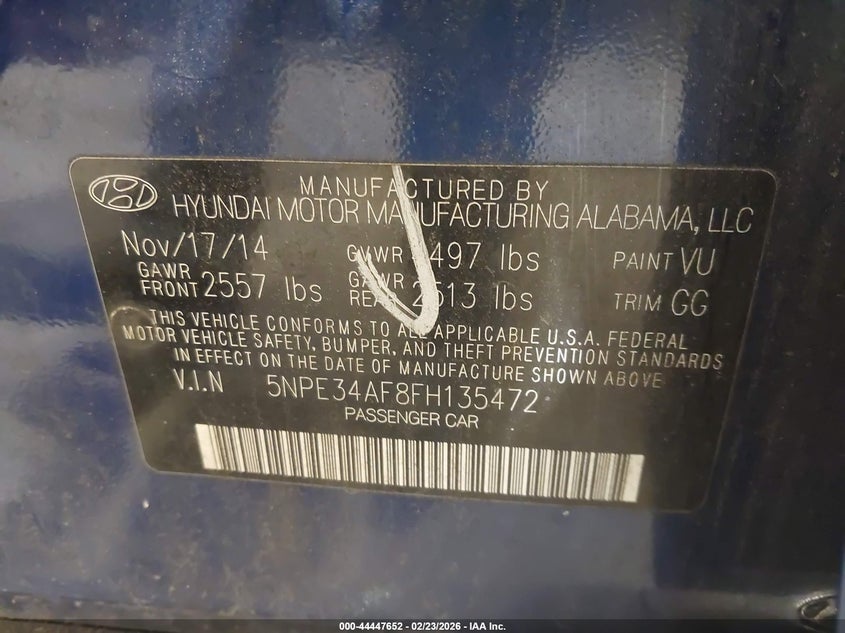 MANUFACTURED BY
HYUNDAI MOTOR MANUFACTURING ALABAMA, LLC
Nov/17/14 GVWR 497 lbs PAINT VU
GAWR FRONT 2557 lbs GAWR REAR 2513 lbs TRIM GG
THIS VEHICLE CONFORMS TO ALL APPLICABLE U.S.A. FEDERAL
MOTOR VEHICLE SAFETY, BUMPER, AND THEFT PREVENTION STANDARDS
IN EFFECT ON THE DATE OF MANUFACTURE SHOWN ABOVE
V.I.N 5NPE34AF8FH135472
PASSENGER CAR
000-44447652 - 02/23/2026 - IAA Inc.